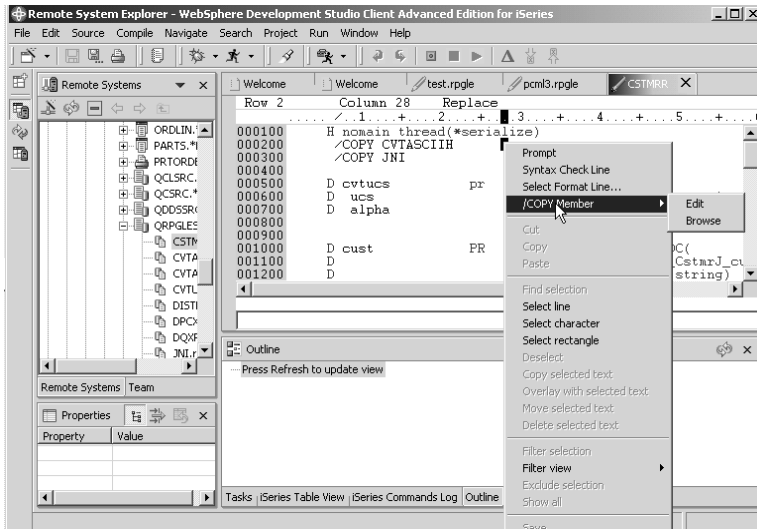 Remote System Explorer - WebSphere Development Studio Client Advanced Edition for iSeries
File Edit Source Compile Navigate Search Project Run Window Help
Remote Systems
Welcome Welcome test.rpgle pcml3.rpgle CSTMRR
Row 2 Column 28 Replace
000100 H nomain thread(*serialize)
000200 /COPY CVTASCIIH
000300 /COPY JNI
000400
000500 D cvtucs pr
000600 D ucs
000700 D alpha
000800
000900
001000 D cust PR DC(
001100 D _CstmrJ_cu
001200 D string)
ORDLIN.
PARTS.*
PRTORDE
QCLSRC.
QCSRC.*
QDDSSR
QRPGLES
CSTM
CVTA
CVTA
CVTL
DISTI
DPCX
DQXF
JNI.r
Remote Systems Team
Properties
Property Value
Prompt
Syntax Check Line
Select Format Line...
/COPY Member
Edit
Browse
Cut
Copy
Paste
Find selection
Select line
Select character
Select rectangle
Deselect
Copy selected text
Overlay with selected text
Move selected text
Delete selected text
Filter selection
Filter view
Exclude selection
Show all
Save
Outline
Press Refresh to update view
Tasks iSeries Table View iSeries Commands Log Outline